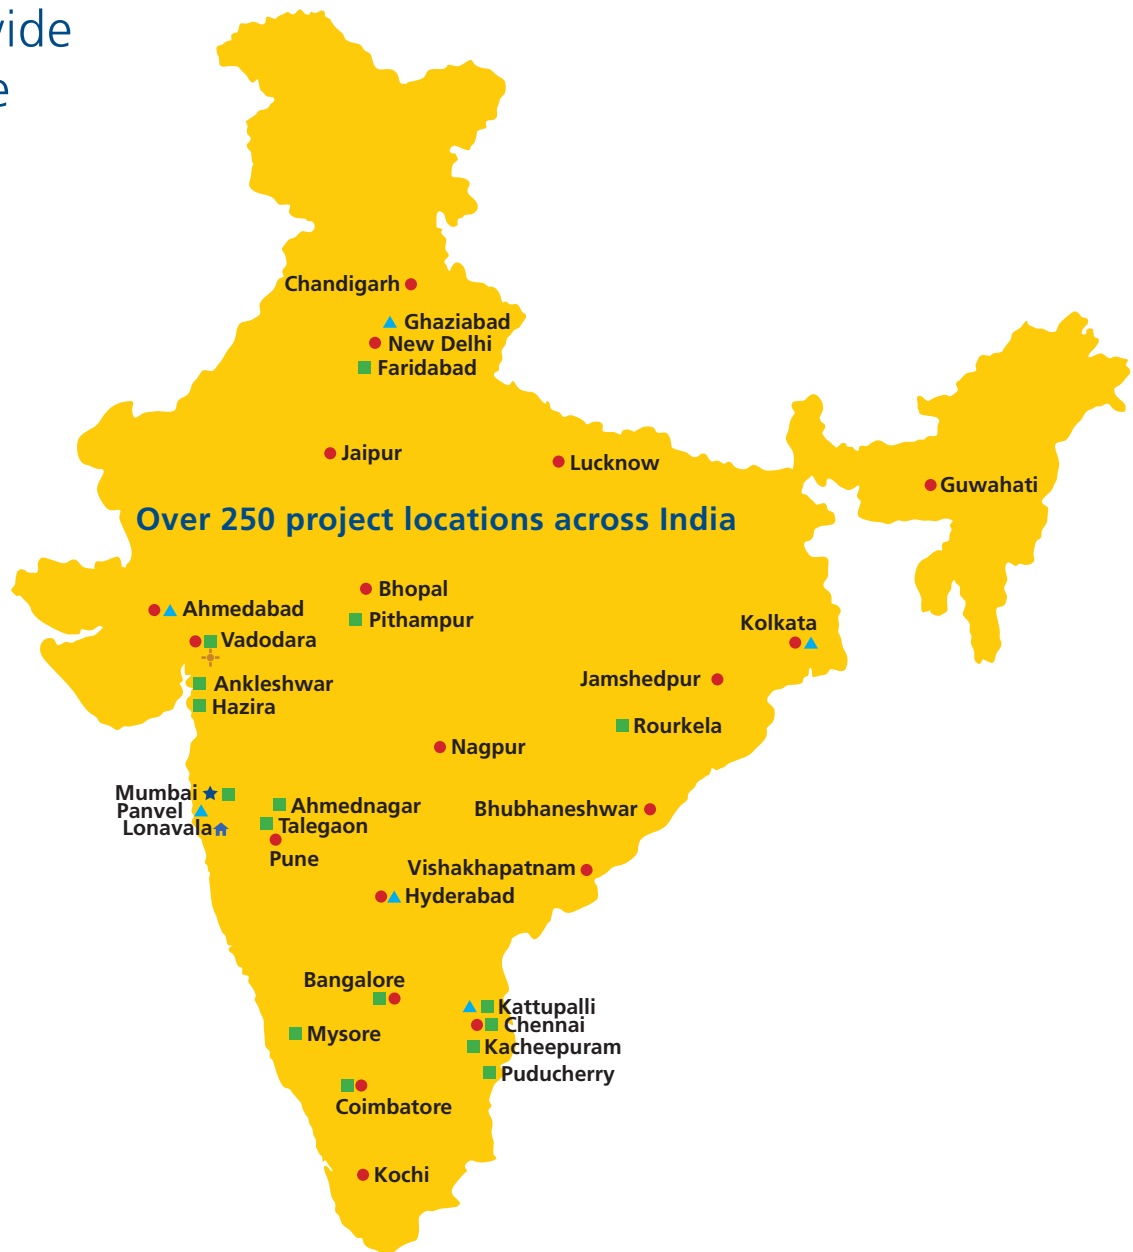 vide
e
Chandigarh
Ghaziabad
New Delhi
Faridabad
Jaipur
Lucknow
Guwahati
Over 250 project locations across India
Bhopal
Ahmedabad
Pithampur
Kolkata
Vadodara
Jamshedpur
Ankleshwar
Hazira
Rourkela
Nagpur
Mumbai
Panvel
Lonavala
Ahmednagar
Talegaon
Pune
Bhubhaneshwar
Vishakhapatnam
Hyderabad
Bangalore
Kattupalli
Chennai
Mysore
Kacheepuram
Puducherry
Coimbatore
Kochi